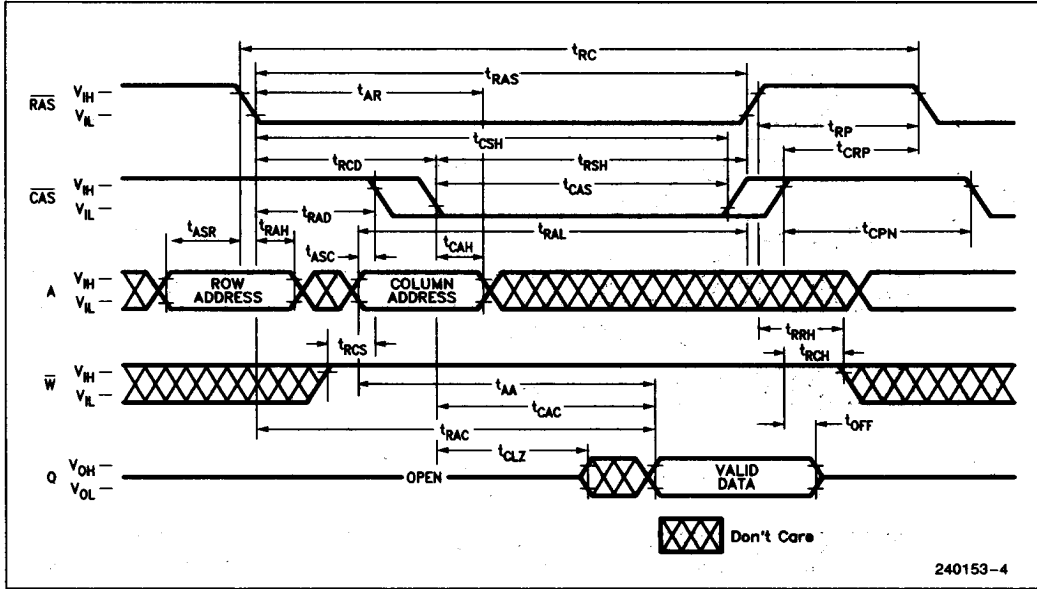 tRC
tRAS
tAR
RAS
VIH
VIL
tRP
tCSH
tCRP
tRCD
tRSH
CAS
VIH
VIL
tCAS
tRAD
tASR
tRAH
tRAL
tCPN
tASC
tCAH
A
VIH
VIL
ROW
ADDRESS
COLUMN
ADDRESS
tRRH
tRCS
tRCH
W
VIH
VIL
tAA
tCAC
tRAC
tOFF
tCLZ
Q
VOH
VOL
OPEN
VALID
DATA
Don't Care
240153-4